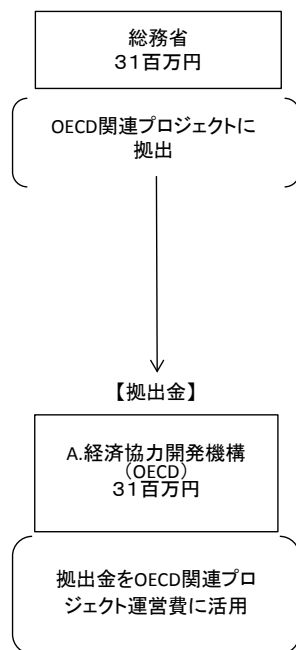 総務省
31百万円
OECD関連プロジェクトに
拠出
【拠出金】
A.経済協力開発機構
(OECD)
31百万円
拠出金をOECD関連プロ
ジェクト運営費に活用